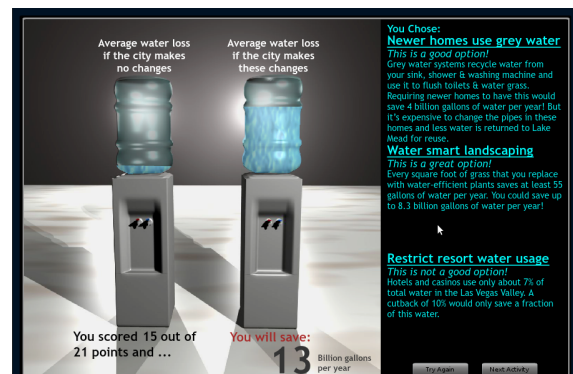 Average water loss
if the city makes
no changes
Average water loss
if the city makes
these changes
You scored 15 out of
21 points and ...
You will save:
13 Billion gallons
per year
You Chose:
Newer homes use grey water
This is a good option!
Grey water systems recycle water from
your sink, shower & washing machine and
use it to flush toilets & water grass.
Requiring newer homes to have this would
save 4 billion gallons of water per year! But
it's expensive to change the pipes in these
homes and less water is returned to Lake
Mead for reuse.
Water smart landscaping
This is a great option!
Every square foot of grass that you replace
with water-efficient plants saves at least 55
gallons of water per year. You could save up
to 8.3 billion gallons of water per year!
Restrict resort water usage
This is not a good option!
Hotels and casinos use only about 7% of
total water in the Las Vegas Valley. A
cutback of 10% would only save a fraction
of this water.
Try Again
Next Activity